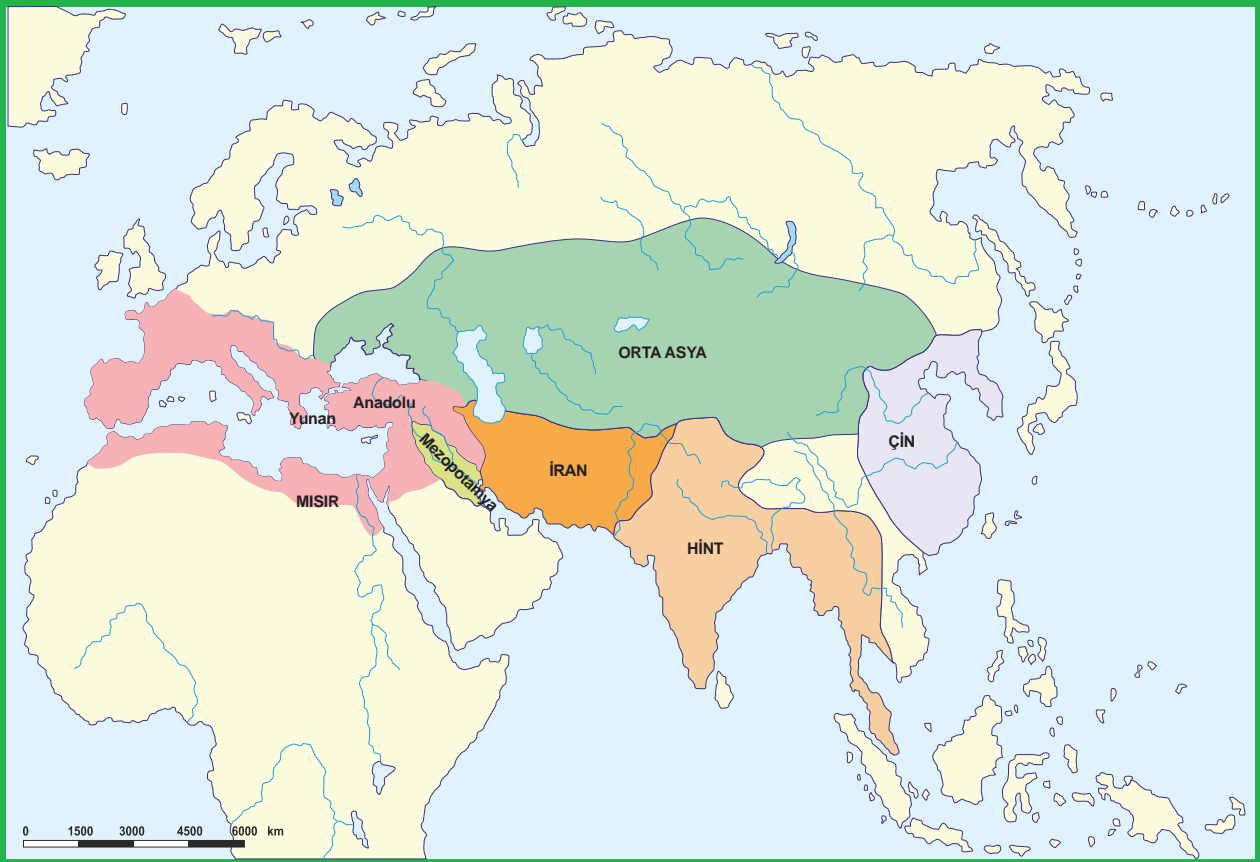 ORTA ASYA
Anadolu
Yunan
ÇİN
Mezopotamya
İRAN
MISIR
HİNT
0 1500 3000 4500 6000 km